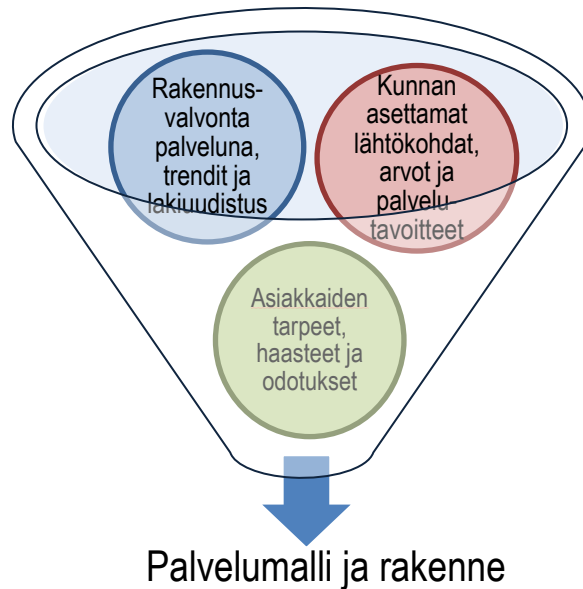 Rakennus-
valvonta
palveluna,
trendit ja
lakiuudistus
Kunnan
asettamat
lähtökohdat,
arvot ja
palvelu-
tavoitteet
Asiakkaiden
tarpeet,
haasteet ja
odotukset
Palvelumalli ja rakenne